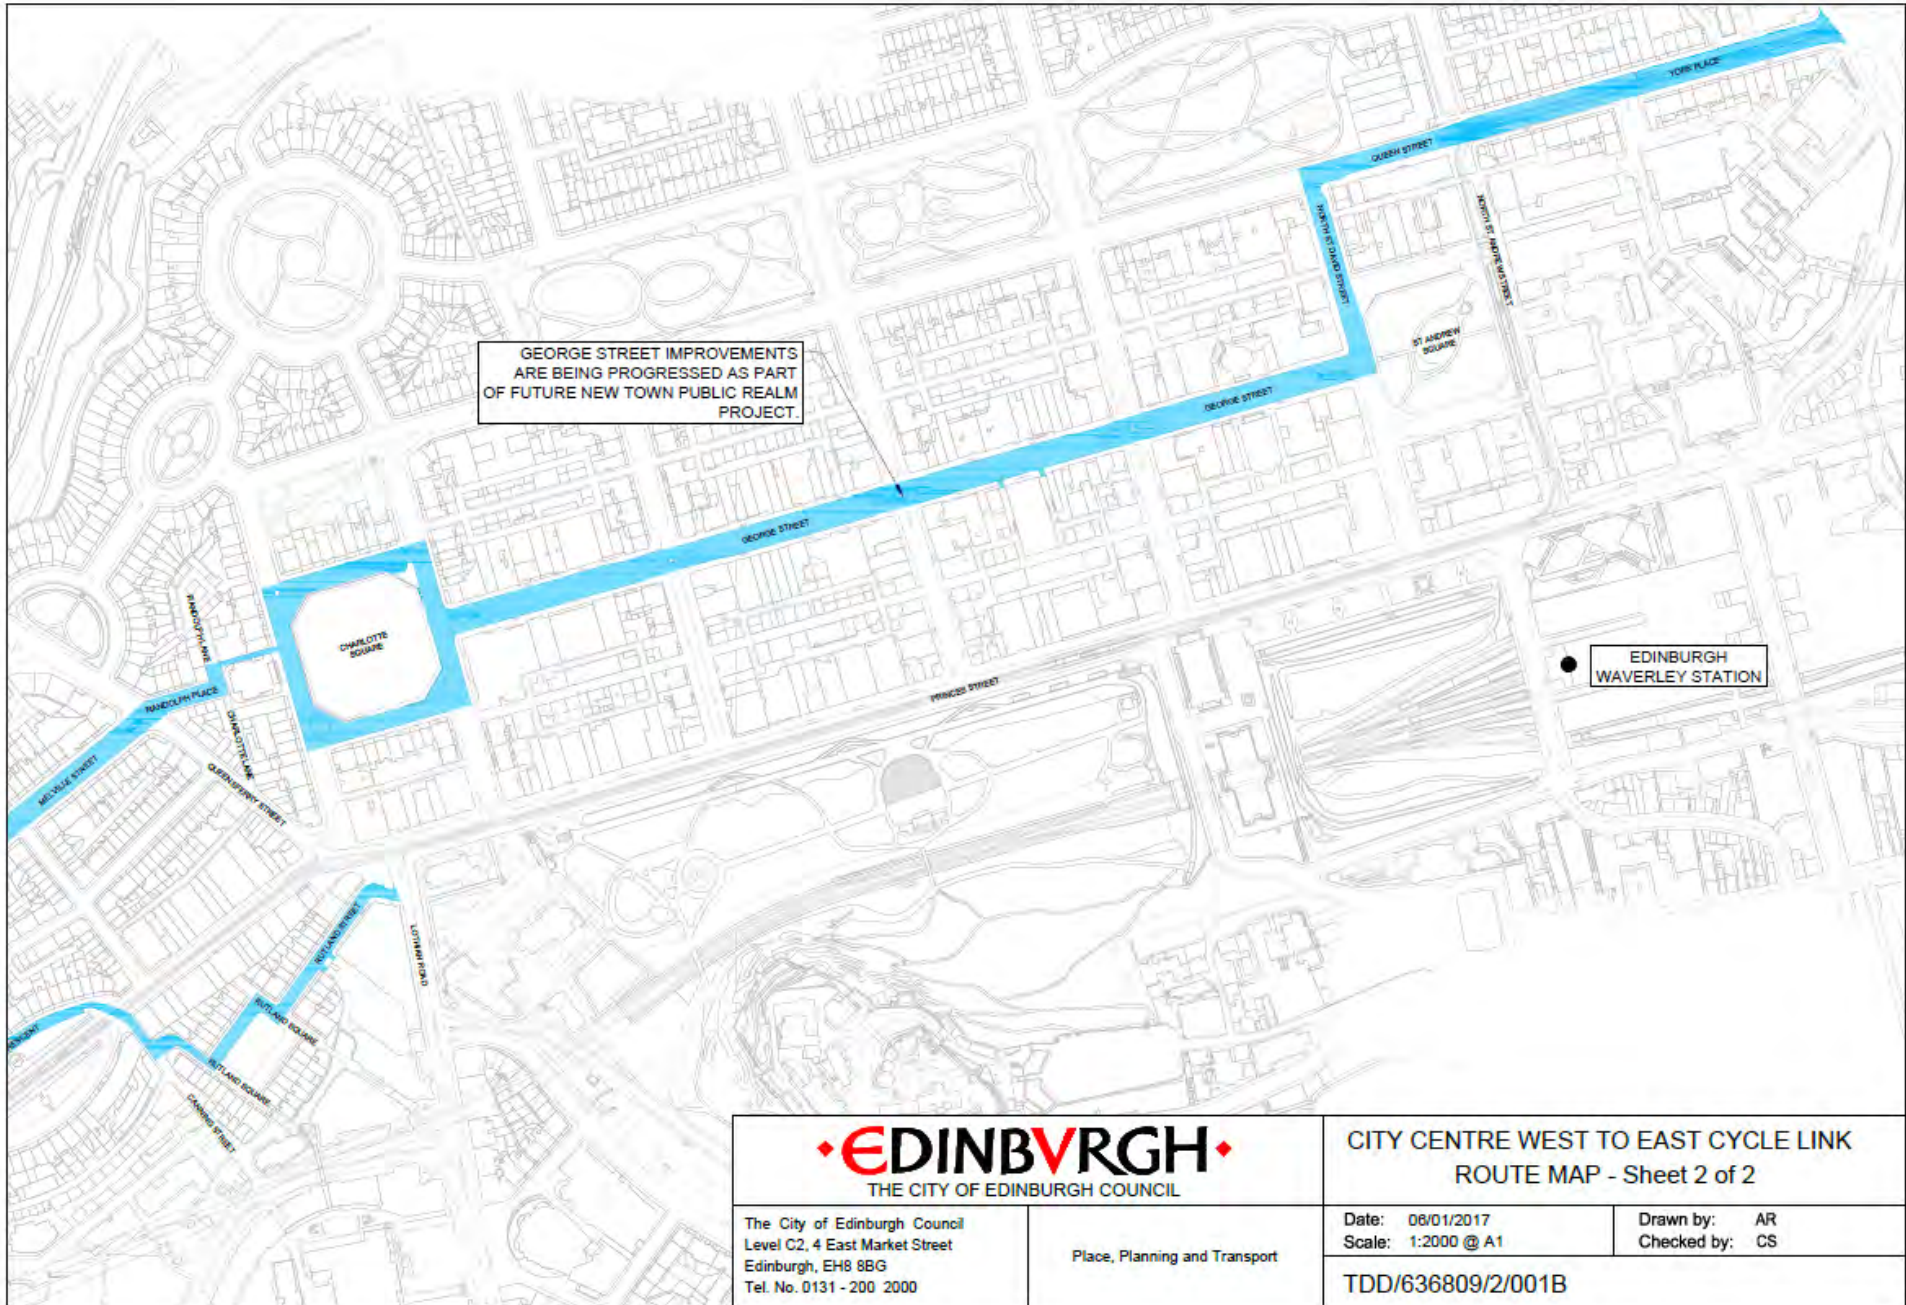 YORK PLACE
QUEEN STREET
NORTH ST DAVID STREET
NORTH ST ANDREW STREET
ST ANDREW
SQUARE
GEORGE STREET IMPROVEMENTS
ARE BEING PROGRESSED AS PART
OF FUTURE NEW TOWN PUBLIC REALM
PROJECT.
GEORGE STREET
GEORGE STREET
CHARLOTTE
SQUARE
RANDOLPH LANE
RANDOLPH PLACE
CHARLOTTE LANE
MELVILLE STREET
QUEENSFERRY STREET
PRINCES STREET
EDINBURGH
WAVERLEY STATION
RUTLAND STREET
LOTHIAN ROAD
RUTLAND SQUARE
RUTLAND SQUARE
CANNING STREET
EDINBVRGH
THE CITY OF EDINBURGH COUNCIL
The City of Edinburgh Council
Level C2, 4 East Market Street
Edinburgh, EH8 8BG
Tel. No. 0131 - 200 2000
Place, Planning and Transport
CITY CENTRE WEST TO EAST CYCLE LINK
ROUTE MAP - Sheet 2 of 2
Date: 06/01/2017
Scale: 1:2000 @ A1
Drawn by: AR
Checked by: CS
TDD/636809/2/001B